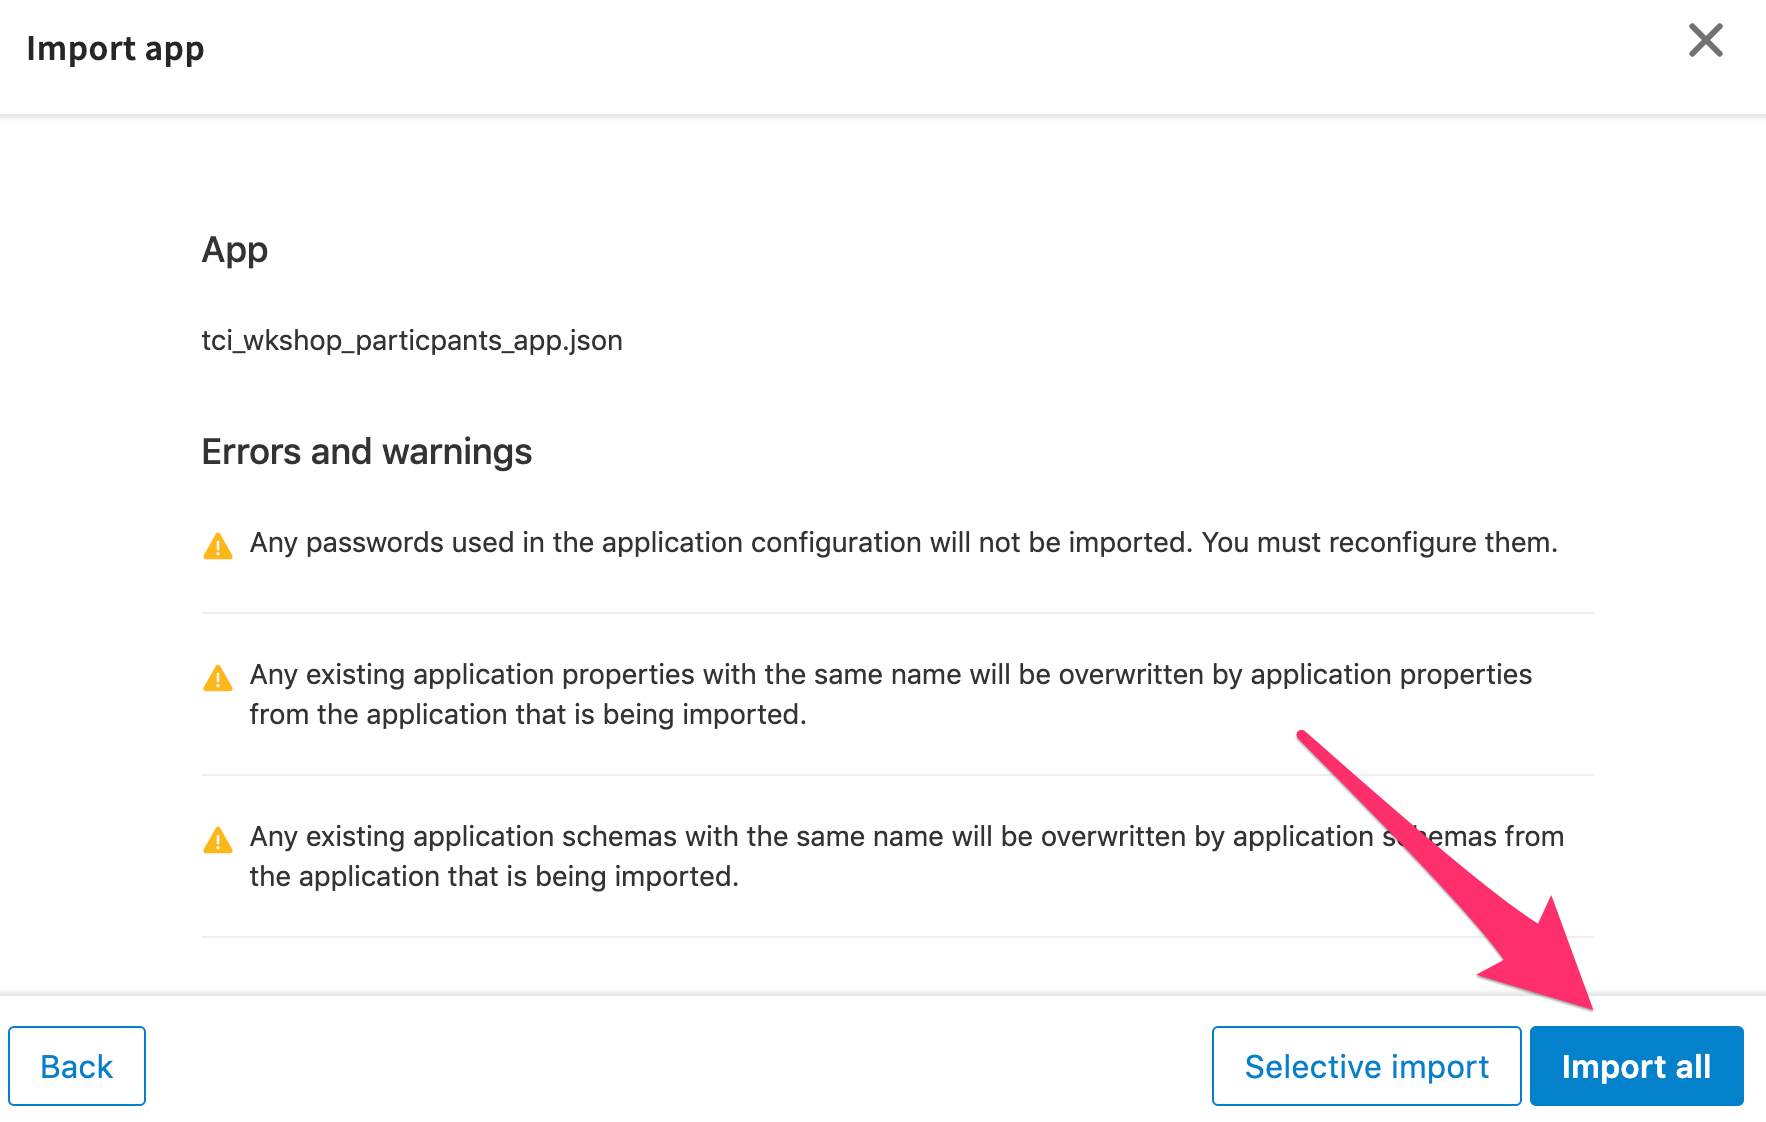 Import app
App
tci_wkshop_particpants_app.json
Errors and warnings
Any passwords used in the application configuration will not be imported. You must reconfigure them.
Any existing application properties with the same name will be overwritten by application properties
from the application that is being imported.
Any existing application schemas with the same name will be overwritten by application schemas from
the application that is being imported.
Back
Selective import
Import all